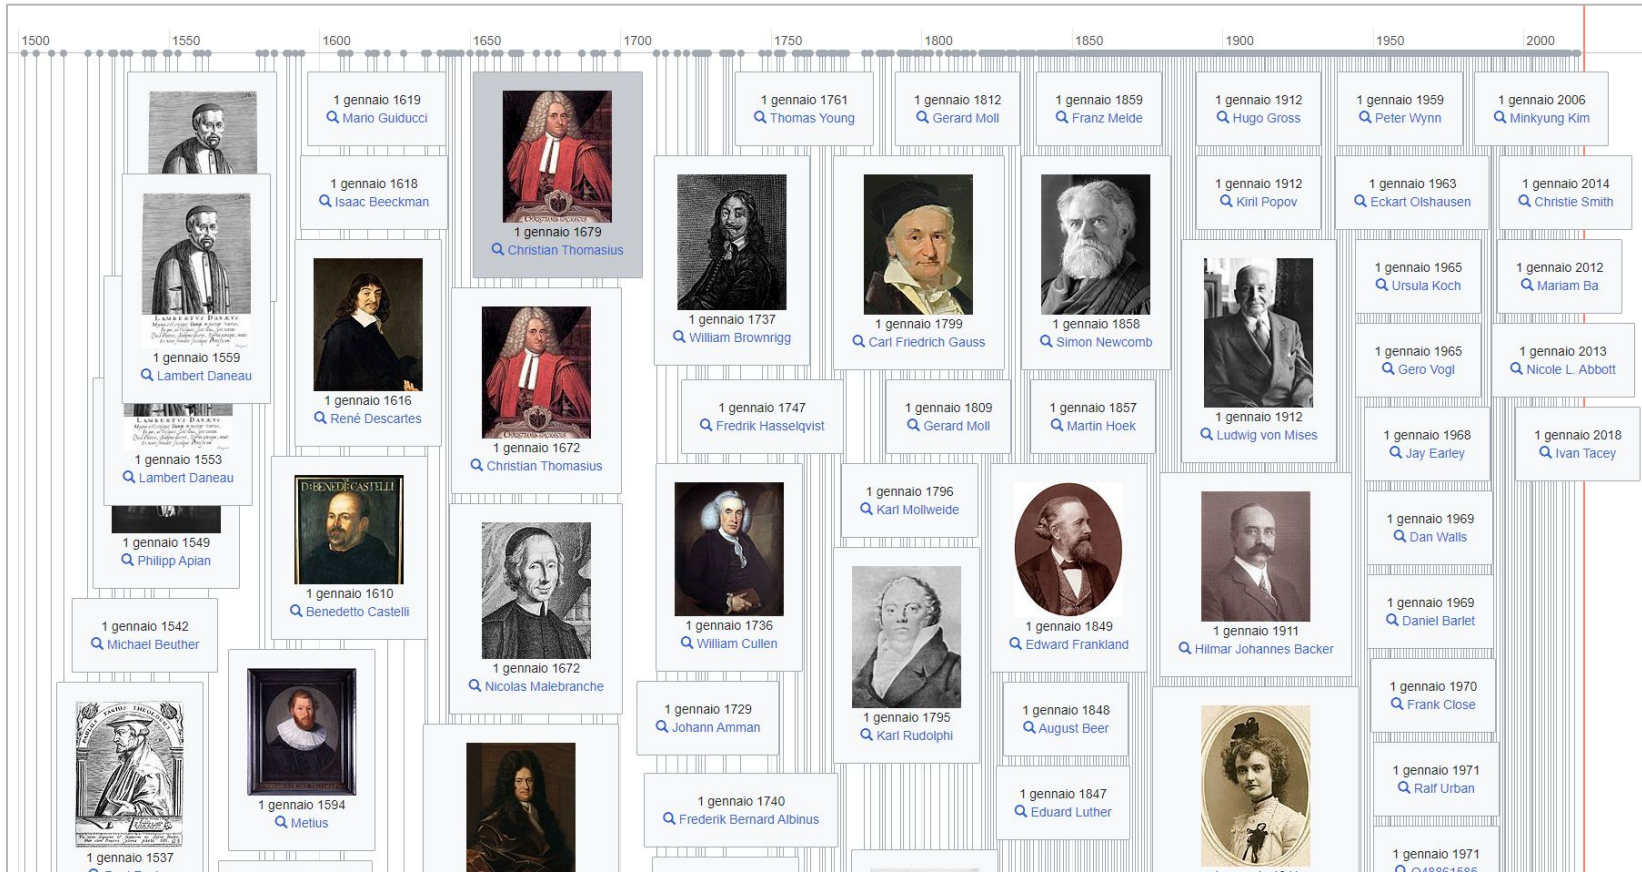 1500
1550
1600
1650
1700
1750
1800
1850
1900
1950
2000
1 gennaio 1559
Lambert Daneau
LAMBERTVS DANÆVS.
1 gennaio 1553
Lambert Daneau
1 gennaio 1549
Philipp Apian
1 gennaio 1542
Michael Beuther
1 gennaio 1537
1 gennaio 1619
Mario Guiducci
1 gennaio 1618
Isaac Beeckman
1 gennaio 1616
René Descartes
D·BENEDᵀ·CASTELLI
1 gennaio 1610
Benedetto Castelli
1 gennaio 1594
Metius
1 gennaio 1679
Christian Thomasius
1 gennaio 1672
Christian Thomasius
1 gennaio 1672
Nicolas Malebranche
1 gennaio 1761
Thomas Young
1 gennaio 1737
William Brownrigg
1 gennaio 1747
Fredrik Hasselqvist
1 gennaio 1736
William Cullen
1 gennaio 1729
Johann Amman
1 gennaio 1740
Frederik Bernard Albinus
1 gennaio 1812
Gerard Moll
1 gennaio 1799
Carl Friedrich Gauss
1 gennaio 1809
Gerard Moll
1 gennaio 1796
Karl Mollweide
1 gennaio 1795
Karl Rudolphi
1 gennaio 1859
Franz Melde
1 gennaio 1858
Simon Newcomb
1 gennaio 1857
Martin Hoek
1 gennaio 1849
Edward Frankland
1 gennaio 1848
August Beer
1 gennaio 1847
Eduard Luther
1 gennaio 1912
Hugo Gross
1 gennaio 1912
Kiril Popov
1 gennaio 1912
Ludwig von Mises
1 gennaio 1911
Hilmar Johannes Backer
1 gennaio 1959
Peter Wynn
1 gennaio 1963
Eckart Olshausen
1 gennaio 1965
Ursula Koch
1 gennaio 1965
Gero Vogl
1 gennaio 1968
Jay Earley
1 gennaio 1969
Dan Walls
1 gennaio 1969
Daniel Barlet
1 gennaio 1970
Frank Close
1 gennaio 1971
Ralf Urban
1 gennaio 1971
Q48861585
1 gennaio 2006
Minkyung Kim
1 gennaio 2014
Christie Smith
1 gennaio 2012
Mariam Ba
1 gennaio 2013
Nicole L. Abbott
1 gennaio 2018
Ivan Tacey